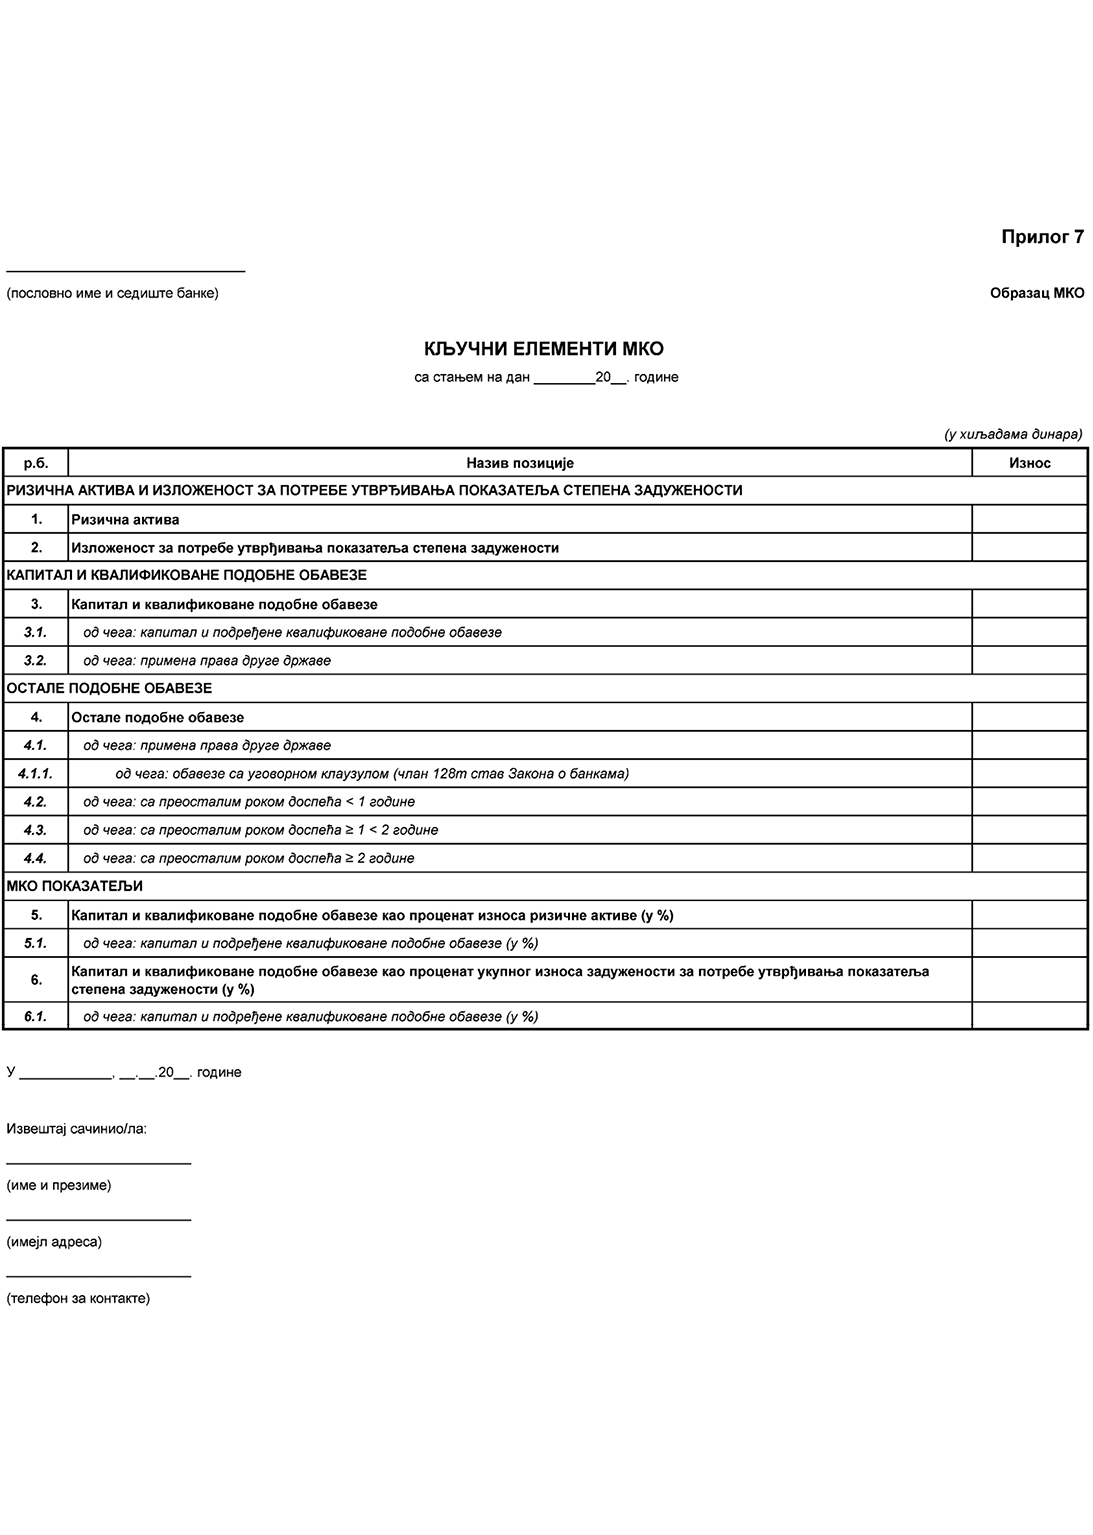 Прилог 7
(пословно име и седиште банке)
Образац МКО
КЉУЧНИ ЕЛЕМЕНТИ МКО
са стањем на дан ________20__. године
(у хиљадама динара)
р.б. Назив позиције Износ
РИЗИЧНА АКТИВА И ИЗЛОЖЕНОСТ ЗА ПОТРЕБЕ УТВРЂИВАЊА ПОКАЗАТЕЉА СТЕПЕНА ЗАДУЖЕНОСТИ
1. Ризична актива
2. Изложеност за потребе утврђивања показатеља степена задужености
КАПИТАЛ И КВАЛИФИКОВАНЕ ПОДОБНЕ ОБАВЕЗЕ
3. Капитал и квалификоване подобне обавезе
3.1. од чега: капитал и подређене квалификоване подобне обавезе
3.2. од чега: примена права друге државе
ОСТАЛЕ ПОДОБНЕ ОБАВЕЗЕ
4. Остале подобне обавезе
4.1. од чега: примена права друге државе
4.1.1. од чега: обавезе са уговорном клаузулом (члан 128т став Закона о банкама)
4.2. од чега: са преосталим роком доспећа < 1 године
4.3. од чега: са преосталим роком доспећа ≥ 1 < 2 године
4.4. од чега: са преосталим роком доспећа ≥ 2 године
МКО ПОКАЗАТЕЉИ
5. Капитал и квалификоване подобне обавезе као проценат износа ризичне активе (у %)
5.1. од чега: капитал и подређене квалификоване подобне обавезе (у %)
6. Капитал и квалификоване подобне обавезе као проценат укупног износа задужености за потребе утврђивања показатеља
степена задужености (у %)
6.1. од чега: капитал и подређене квалификоване подобне обавезе (у %)
У ____________, __.__.20__. године
Извештај сачинио/ла:
(име и презиме)
(имејл адреса)
(телефон за контакте)